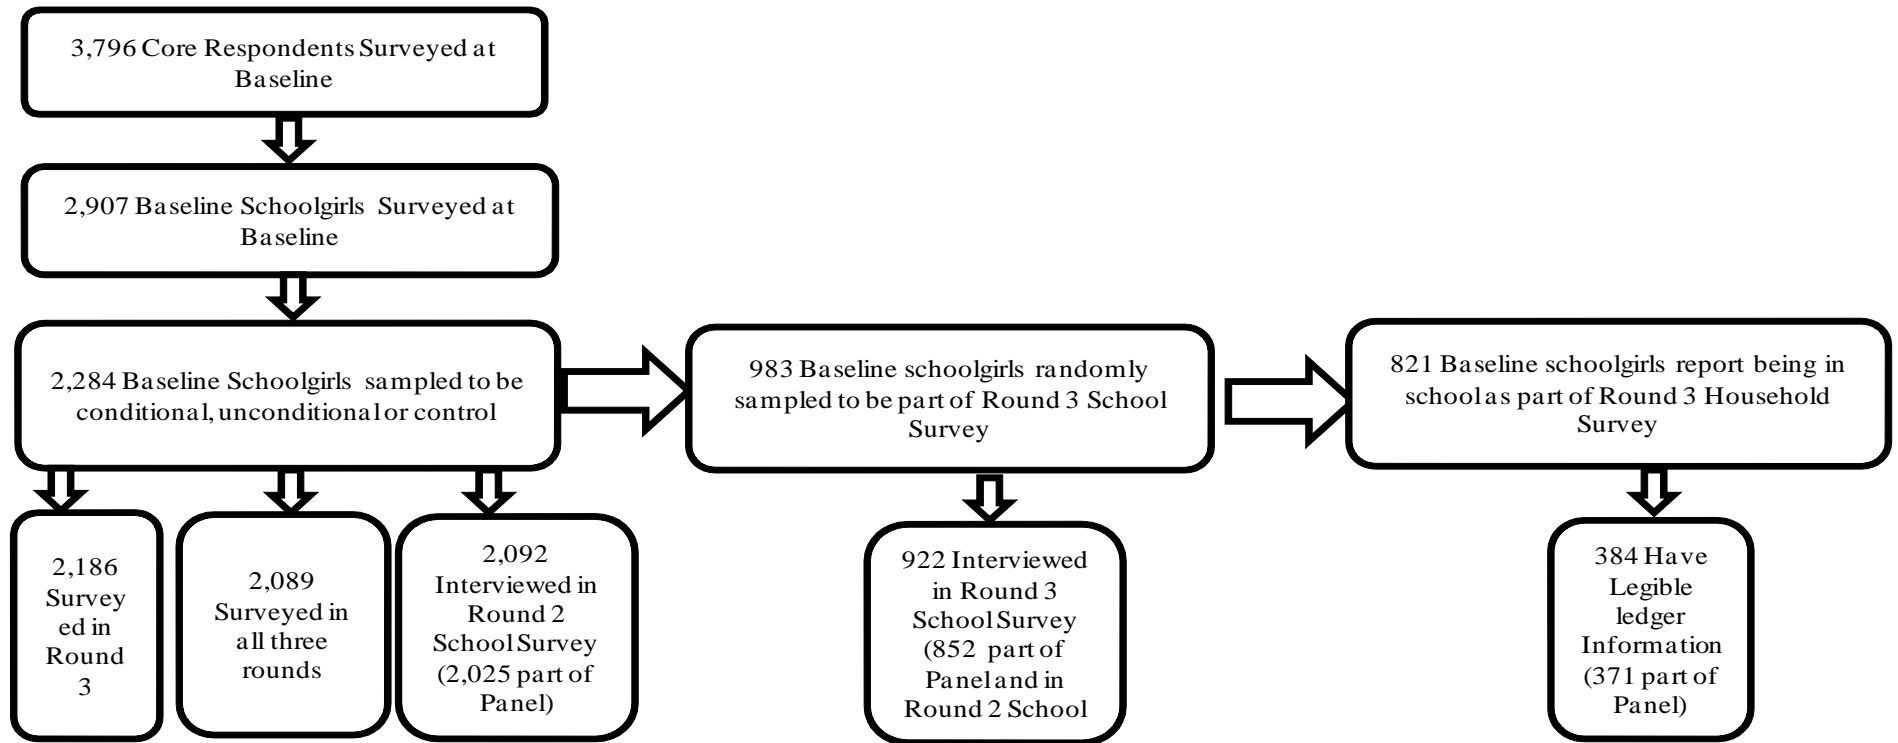 3,796 Core Respondents Surveyed at
Baseline
2,907 Baseline Schoolgirls Surveyed at
Baseline
2,284 Baseline Schoolgirls sampled to be
conditional, unconditional or control
983 Baseline schoolgirls randomly
sampled to be part of Round 3 School
Survey
821 Baseline schoolgirls report being in
school as part of Round 3 Household
Survey
2,186
Survey
ed in
Round
3
2,089
Surveyed in
all three
rounds
2,092
Interviewed in
Round 2
School Survey
(2,025 part of
Panel)
922 Interviewed
in Round 3
School Survey
(852 part of
Panel and in
Round 2 School
384 Have
Legible
ledger
Information
(371 part of
Panel)